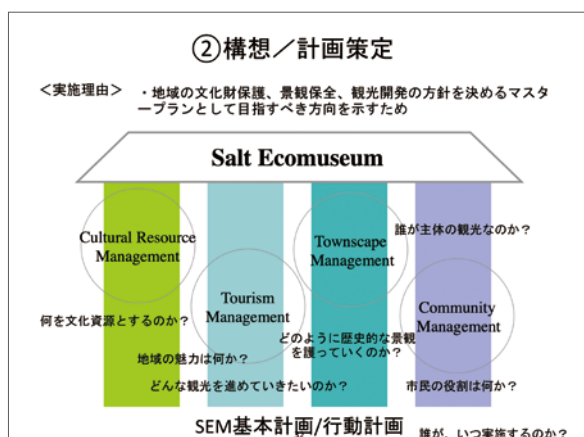 ②構想／計画策定
＜実施理由＞ ・地域の文化財保護、景観保全、観光開発の方針を決めるマスタ
ープランとして目指すべき方向を示すため
Salt Ecomuseum
Cultural Resource
Management
Tourism
Management
Townscape
Management
誰が主体の観光なのか？
Community
Management
何を文化資源とするのか？
地域の魅力は何か？
どのように歴史的な景観
を護っていくのか？
どんな観光を進めていきたいのか？
市民の役割は何か？
SEM基本計画/行動計画
誰が、いつ実施するのか？